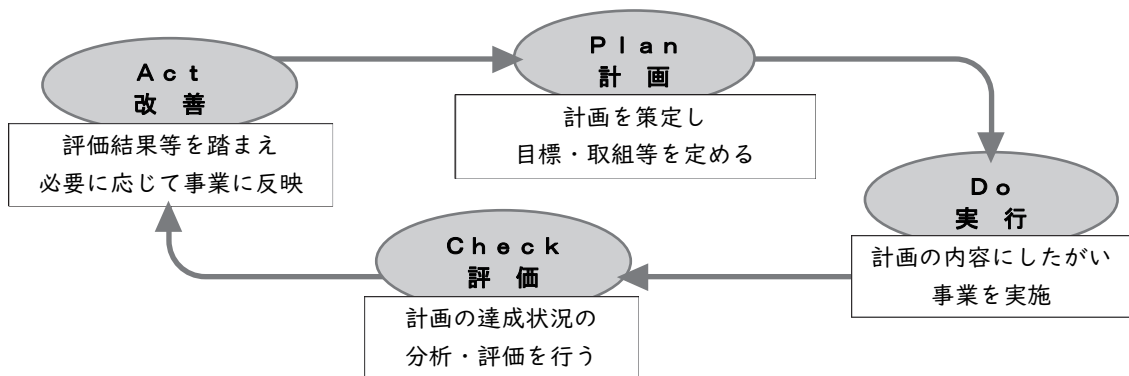 Ｐｌａｎ
計　画
計画を策定し
目標・取組等を定める
Ｄｏ
実　行
計画の内容にしたがい
事業を実施
Ｃｈｅｃｋ
評　価
計画の達成状況の
分析・評価を行う
Ａｃｔ
改　善
評価結果等を踏まえ
必要に応じて事業に反映